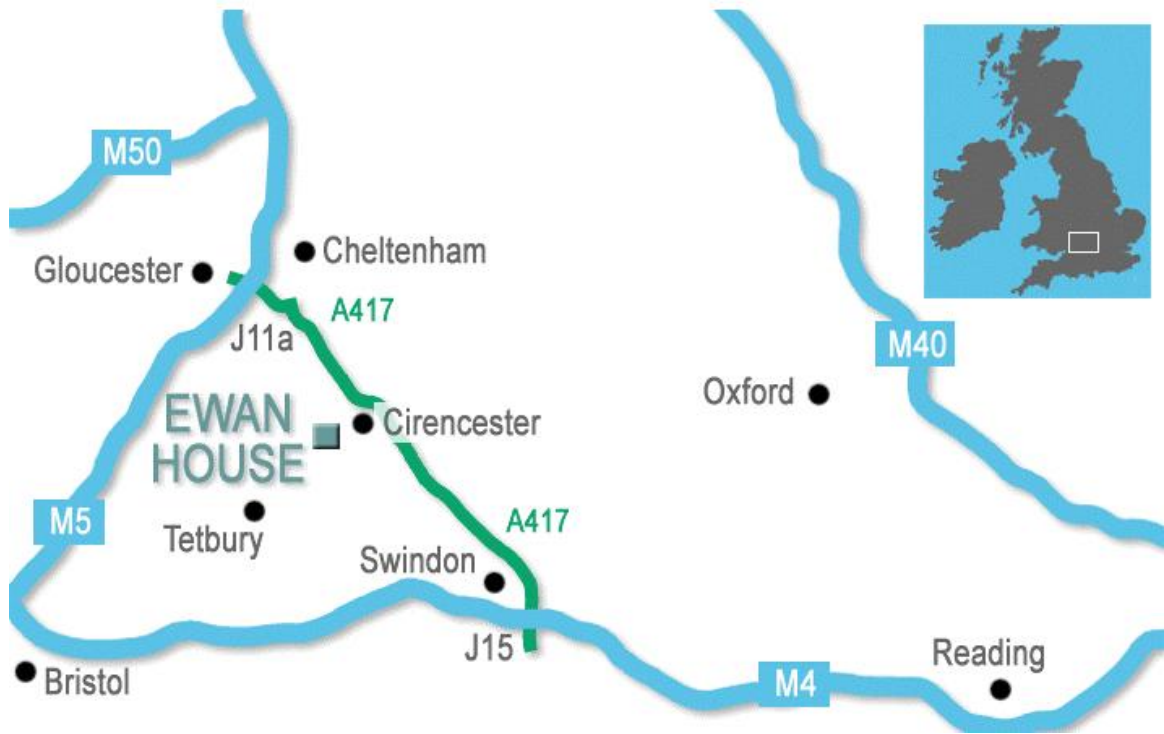 M50
Cheltenham
Gloucester
A417
J11a
M40
Oxford
EWAN
HOUSE
Cirencester
M5
Tetbury
A417
Swindon
J15
Reading
Bristol
M4